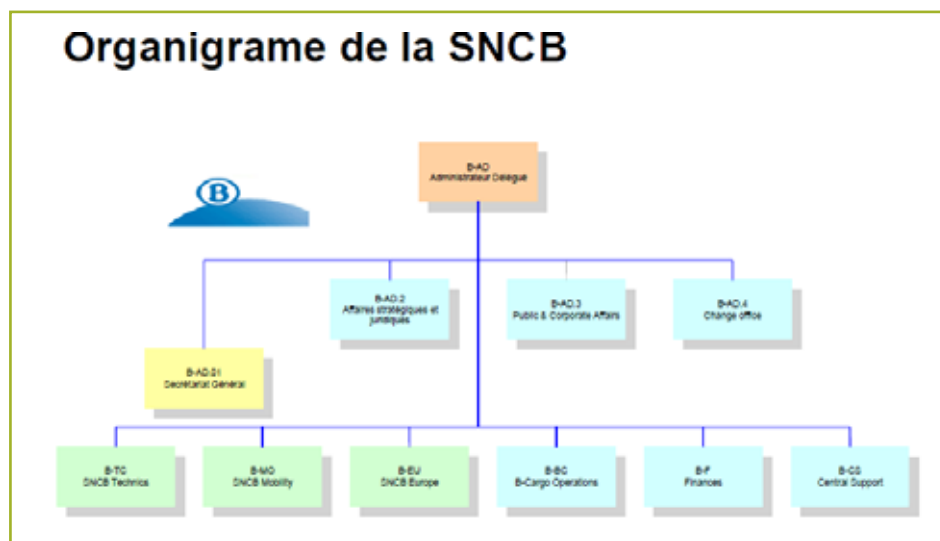 Organigrame de la SNCB
B
B-AD
Administrateur Délégué
B-AD.2
Affaires stratégiques et
juridiques
B-AD.3
Public & Corporate Affairs
B-AD.4
Change office
B-AD.S1
Secrétariat Général
B-TC
SNCB Technics
B-MO
SNCB Mobility
B-EU
SNCB Europe
B-BC
B-Cargo Operations
B-F
Finances
B-CS
Central Support